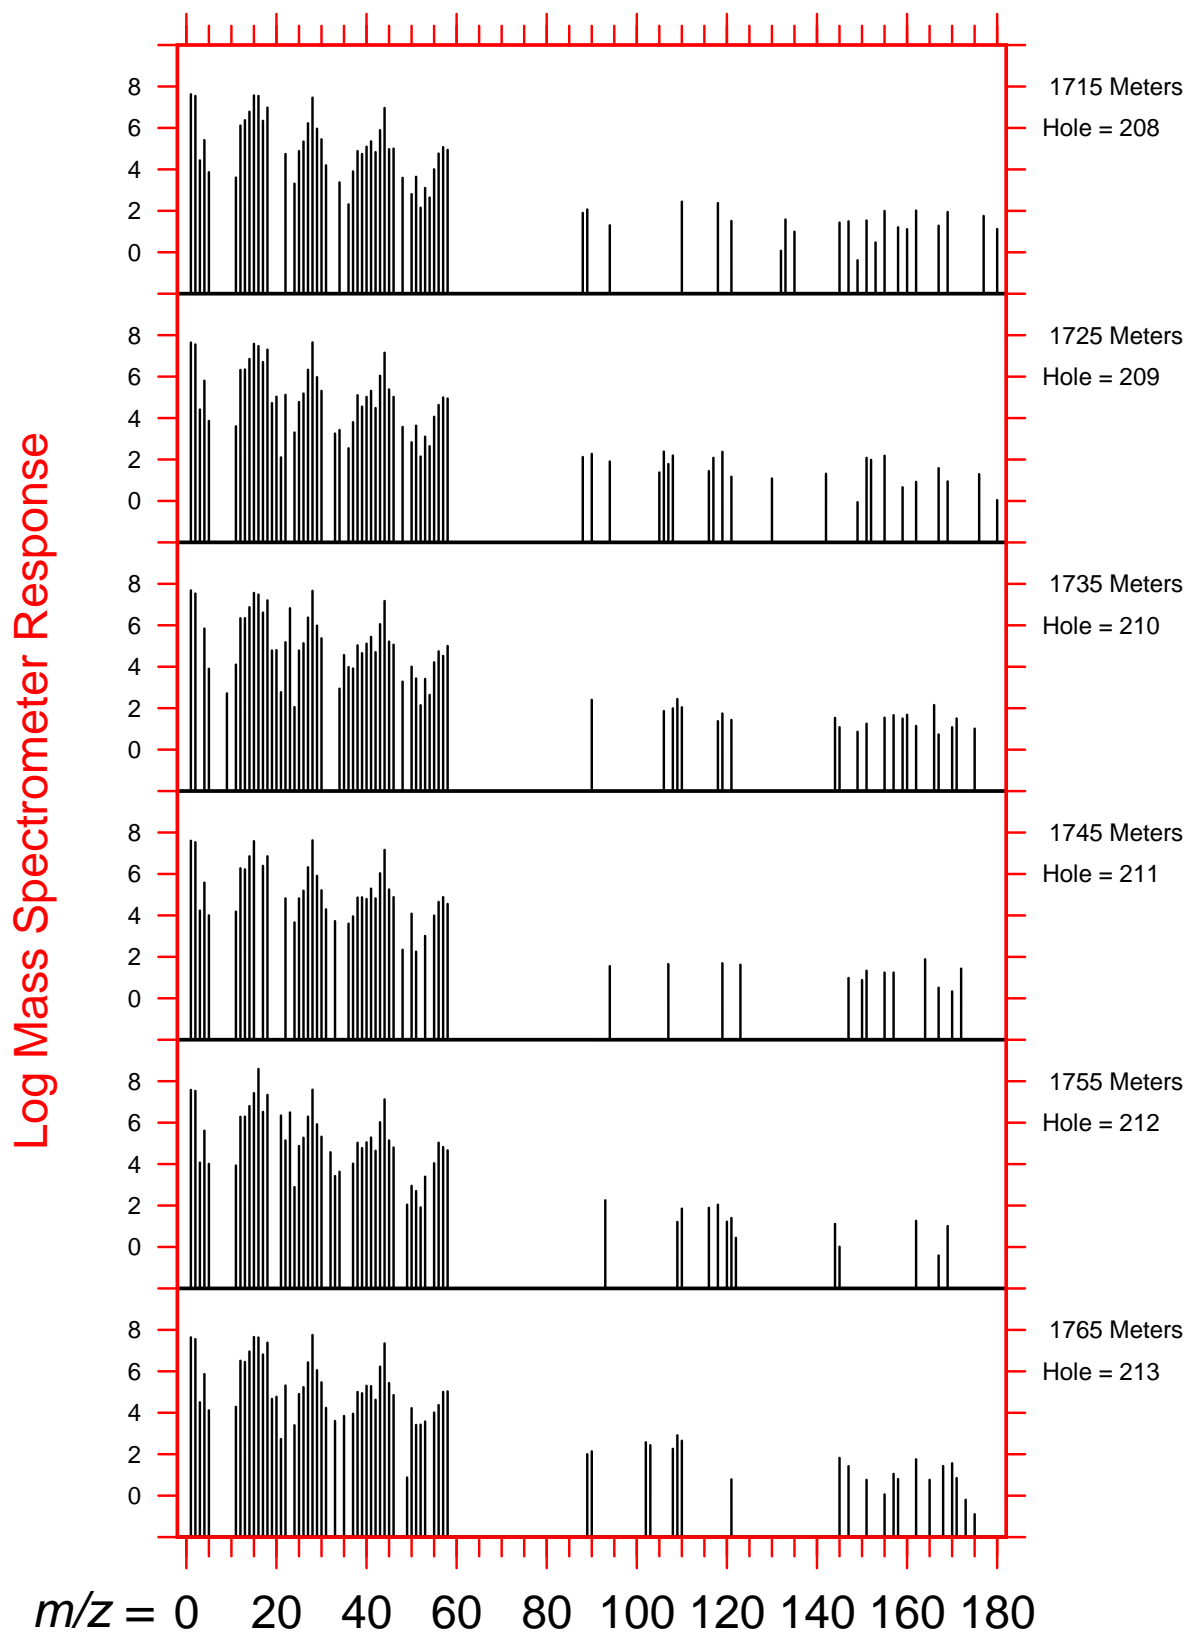 8
6
4
2
0
1715 Meters
Hole = 208
8
6
4
2
0
1725 Meters
Hole = 209
8
6
4
2
0
1735 Meters
Hole = 210
8
6
4
2
0
1745 Meters
Hole = 211
8
6
4
2
0
1755 Meters
Hole = 212
8
6
4
2
0
1765 Meters
Hole = 213
Log Mass Spectrometer Response
m/z = 0 20 40 60 80 100 120 140 160 180